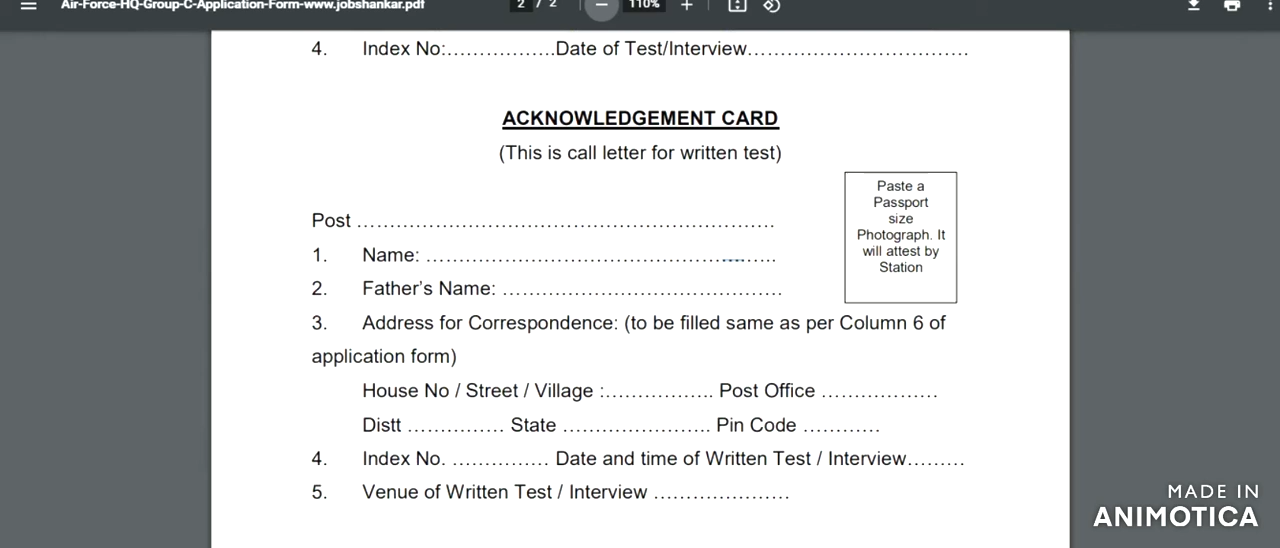 Air-Force-HQ-Group-C-Application-Form-www.jobshankar.pdf 2 / 2 110%
4. Index No:.................Date of Test/Interview..................................
ACKNOWLEDGEMENT CARD
(This is call letter for written test)
Paste a
Passport
size
Photograph. It
will attest by
Station
Post ................................................................
1. Name: ......................................................
2. Father's Name: ...........................................
3. Address for Correspondence: (to be filled same as per Column 6 of
application form)
House No / Street / Village :................. Post Office ..................
Distt ............... State ....................... Pin Code ............
4. Index No. ............... Date and time of Written Test / Interview.........
5. Venue of Written Test / Interview .....................
MADE IN
ANIMOTICA